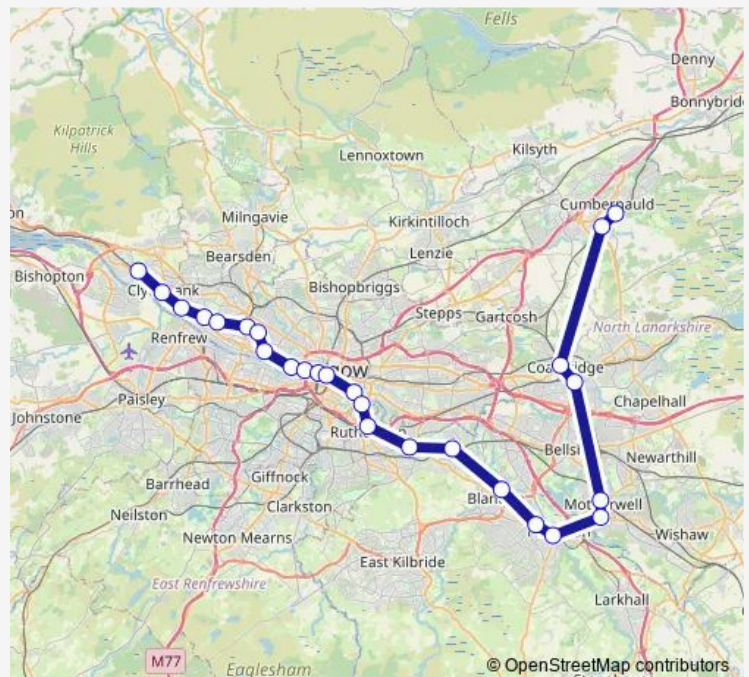 Fells
Denny
Bonnybridg
Kilpatrick
Hills
Lennoxtown
Kilsyth
on
Milngavie
Kirkintilloch
Cumbernauld
Bearsden
Lenzie
Bishopton
Bishopbriggs
Stepps
Gartcosh
Renfrew
North Lanarkshire
Paisley
Chapelhall
Johnstone
Barrhead
Giffnock
Newarthill
Neilston
Clarkston
Newton Mearns
Wishaw
East Kilbride
East Renfrewshire
Larkhall
M77
Eaglesham
© OpenStreetMap contributors